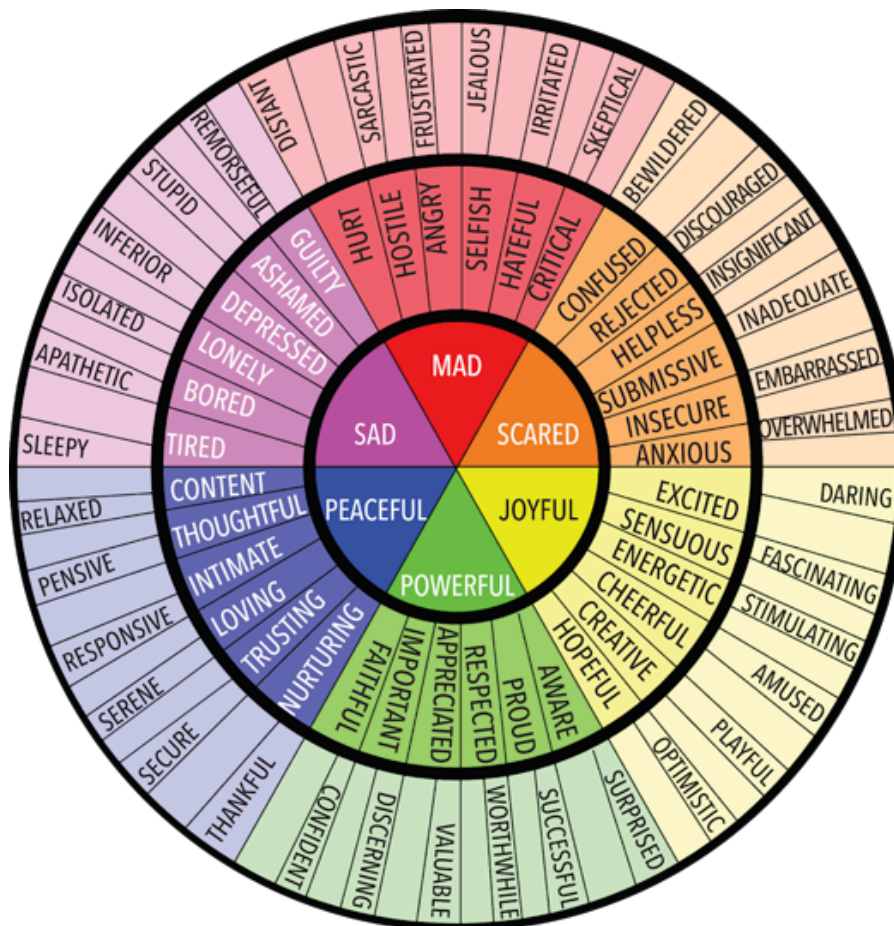 MAD
SCARED
JOYFUL
POWERFUL
PEACEFUL
SAD
HURT
HOSTILE
ANGRY
SELFISH
HATEFUL
CRITICAL
CONFUSED
REJECTED
HELPLESS
SUBMISSIVE
INSECURE
ANXIOUS
EXCITED
SENSUOUS
ENERGETIC
CHEERFUL
CREATIVE
HOPEFUL
AWARE
PROUD
RESPECTED
APPRECIATED
IMPORTANT
FAITHFUL
NURTURING
TRUSTING
LOVING
INTIMATE
THOUGHTFUL
CONTENT
TIRED
BORED
LONELY
DEPRESSED
ASHAMED
GUILTY
DISTANT
SARCASTIC
FRUSTRATED
JEALOUS
IRRITATED
SKEPTICAL
BEWILDERED
DISCOURAGED
INSIGNIFICANT
INADEQUATE
EMBARRASSED
OVERWHELMED
DARING
FASCINATING
STIMULATING
AMUSED
PLAYFUL
OPTIMISTIC
SURPRISED
SUCCESSFUL
WORTHWHILE
VALUABLE
DISCERNING
CONFIDENT
THANKFUL
SECURE
SERENE
RESPONSIVE
PENSIVE
RELAXED
SLEEPY
APATHETIC
ISOLATED
INFERIOR
STUPID
REMORSEFUL